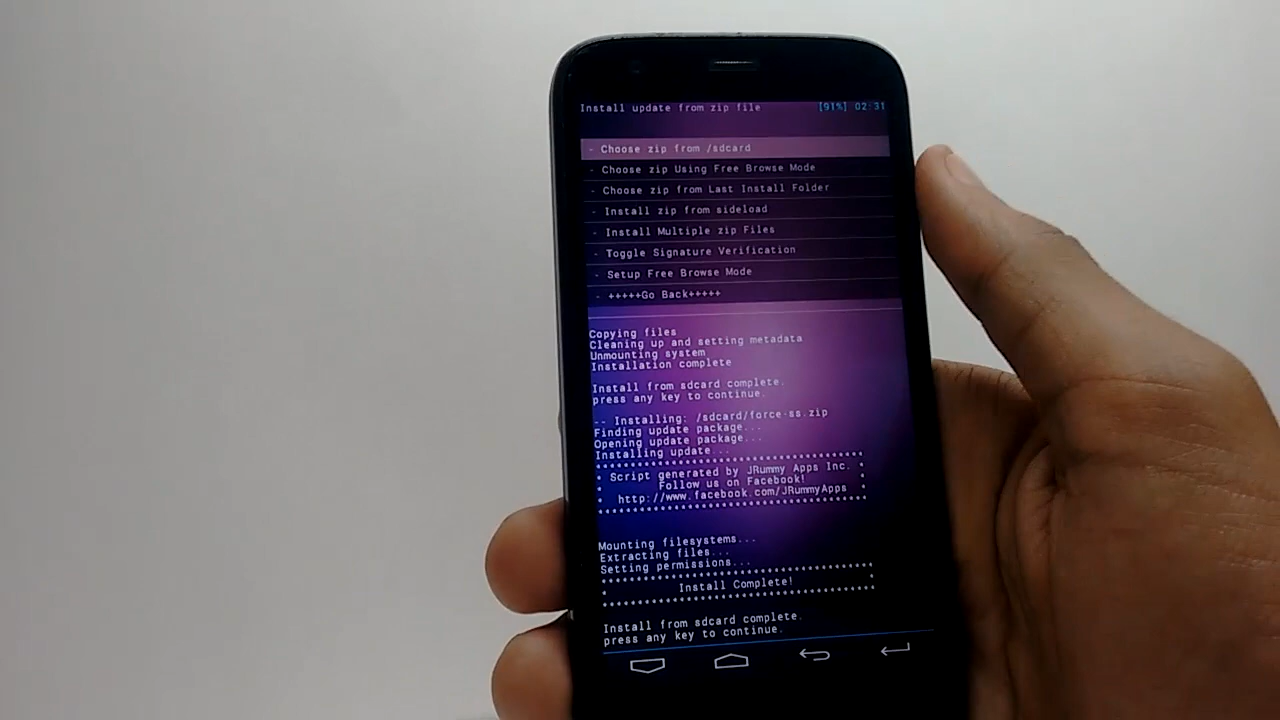 Install update from zip file [91%] 02:31
- Choose zip from /sdcard
- Choose zip Using Free Browse Mode
- Choose zip from Last Install Folder
- Install zip from sideload
- Install Multiple zip Files
- Toggle Signature Verification
- Setup Free Browse Mode
- +++++Go Back+++++
Copying files
Cleaning up and setting metadata
Unmounting system
Installation complete
Install from sdcard complete.
press any key to continue.
-- Installing: /sdcard/force-ss.zip
Finding update package...
Opening update package...
Installing update...
**********************************
* Script generated by JRummy Apps Inc. *
* Follow us on Facebook! *
* http://www.facebook.com/JRummyApps *
**********************************
Mounting filesystems...
Extracting files...
Setting permissions...
**********************************
* Install Complete! *
**********************************
Install from sdcard complete.
press any key to continue.